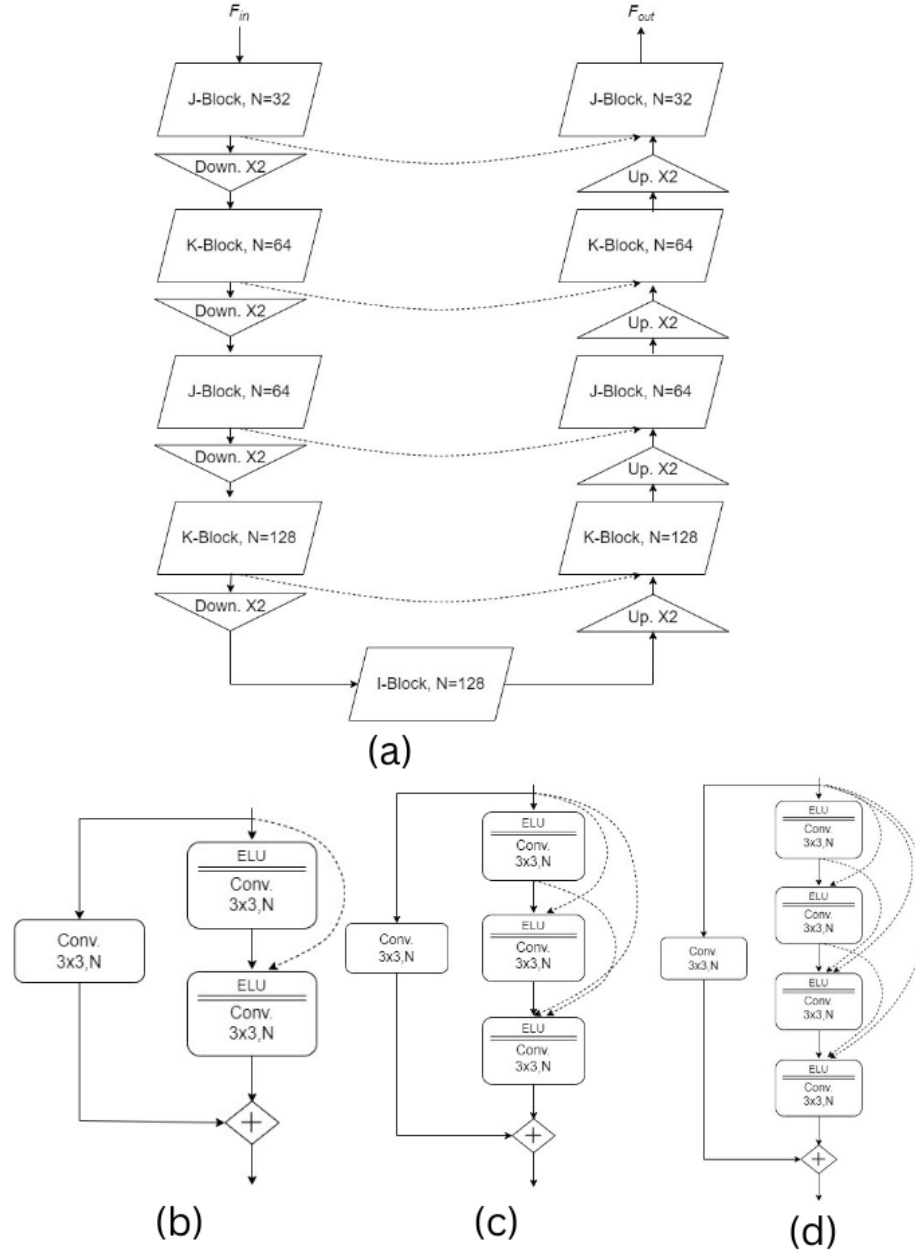 F_in
F_out
J-Block, N=32
J-Block, N=32
Down. X2
Up. X2
K-Block, N=64
K-Block, N=64
Down. X2
Up. X2
J-Block, N=64
J-Block, N=64
Down. X2
Up. X2
K-Block, N=128
K-Block, N=128
Down. X2
Up. X2
I-Block, N=128
(a)
ELU
Conv.
3x3,N
Conv.
3x3,N
ELU
Conv.
3x3,N
+
(b)
ELU
Conv.
3x3,N
Conv.
3x3,N
ELU
Conv.
3x3,N
ELU
Conv.
3x3,N
+
(c)
ELU
Conv.
3x3,N
ELU
Conv.
3x3,N
Conv.
3x3,N
ELU
Conv.
3x3,N
ELU
Conv.
3x3,N
+
(d)